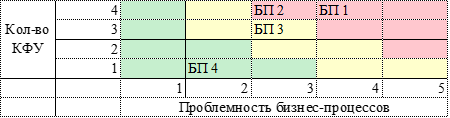 4 БП 2 БП 1
Кол-во КФУ 3 БП 3
2
1 БП 4
1 2 3 4 5
Проблемность бизнес-процессов